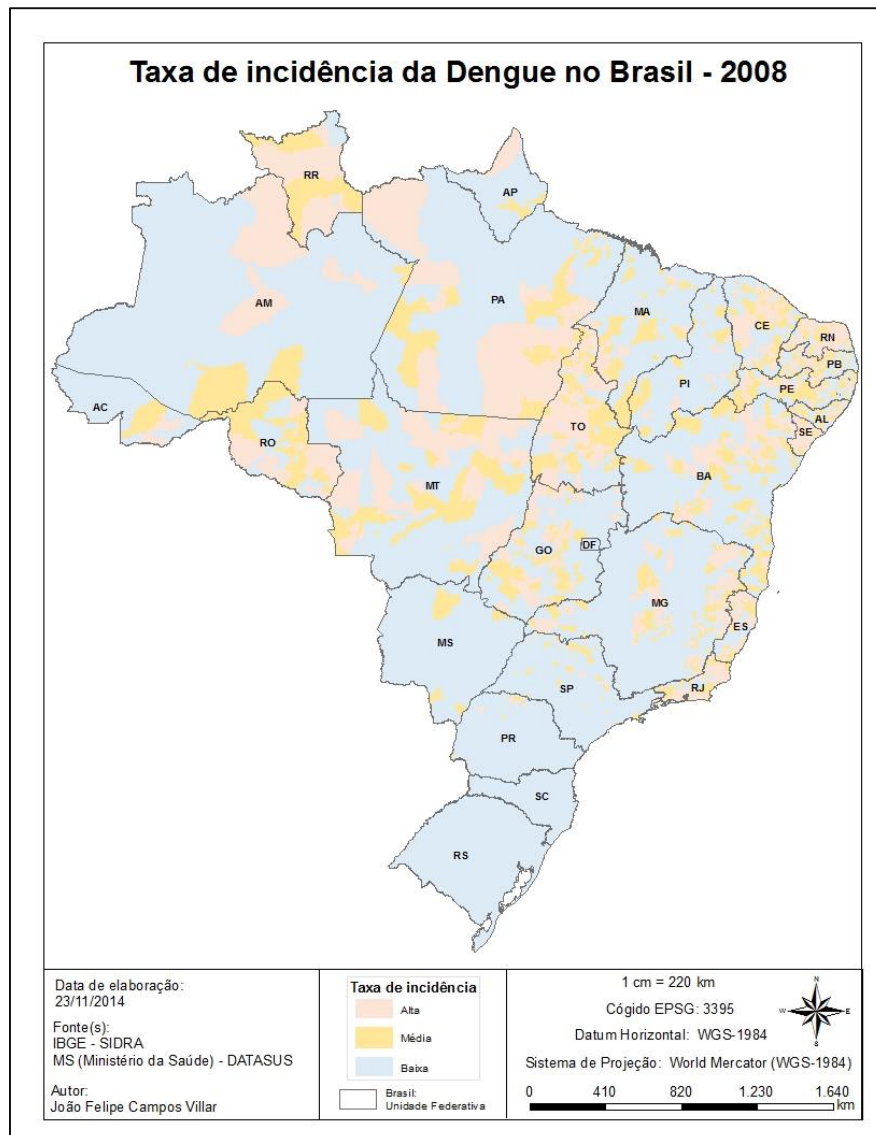 Taxa de incidência da Dengue no Brasil - 2008
RR
AP
AM
PA
MA
CE
RN
PB
PI
PE
AC
AL
TO
SE
RO
BA
MT
GO
DF
MG
MS
ES
SP
RJ
PR
SC
RS
Data de elaboração:
23/11/2014
Fonte(s):
IBGE - SIDRA
MS (Ministério da Saúde) - DATASUS
Autor:
João Felipe Campos Villar
Taxa de incidência
Alta
Média
Baixa
Brasil:
Unidade Federativa
1 cm = 220 km
Cógido EPSG: 3395
Datum Horizontal: WGS-1984
Sistema de Projeção: World Mercator (WGS-1984)
N
W
E
S
0 410 820 1.230 1.640
km